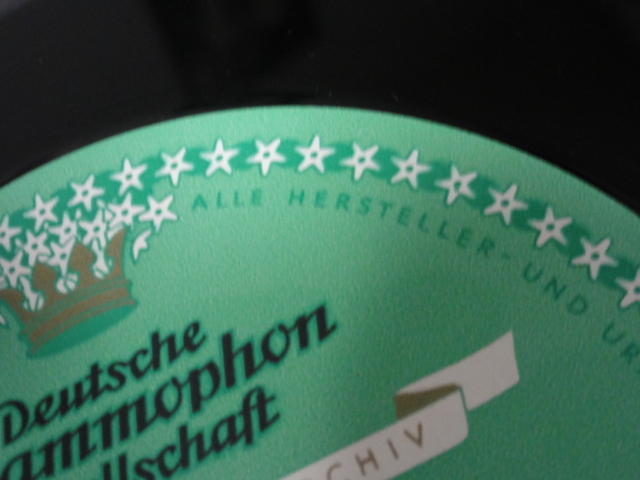 ALLE HERSTELLER- UND UR
Deutsche
ammophon
llschaft
CHIV